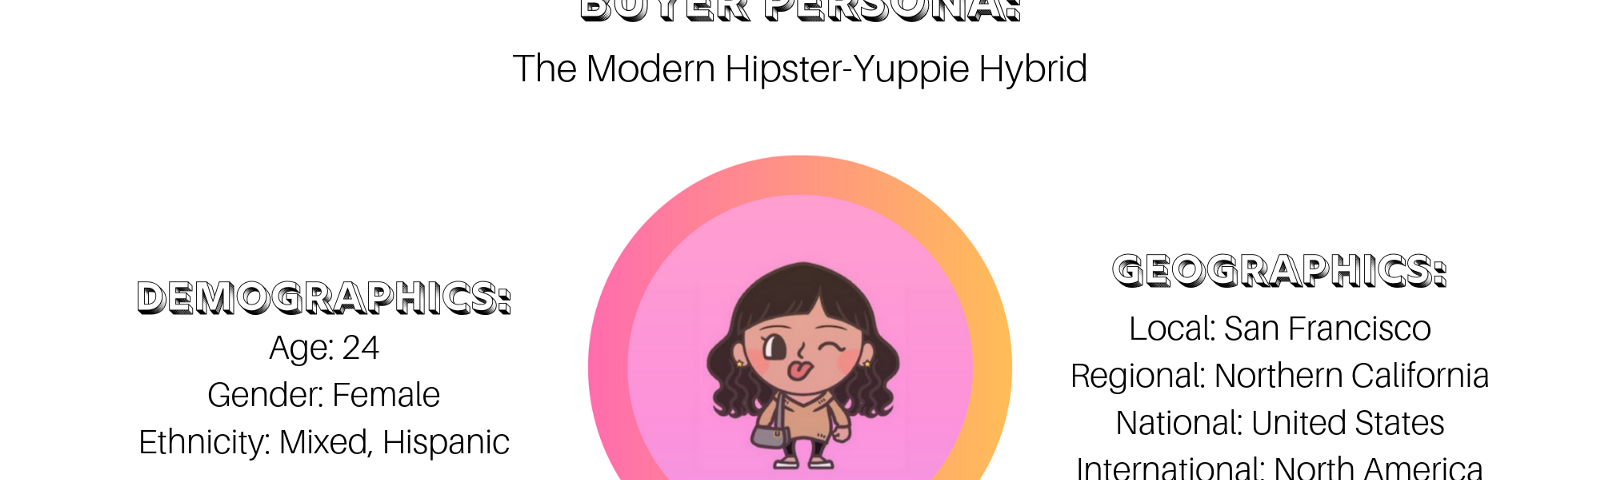 BUYER PERSONA:
The Modern Hipster-Yuppie Hybrid
DEMOGRAPHICS:
Age: 24
Gender: Female
Ethnicity: Mixed, Hispanic
GEOGRAPHICS:
Local: San Francisco
Regional: Northern California
National: United States
International: North America